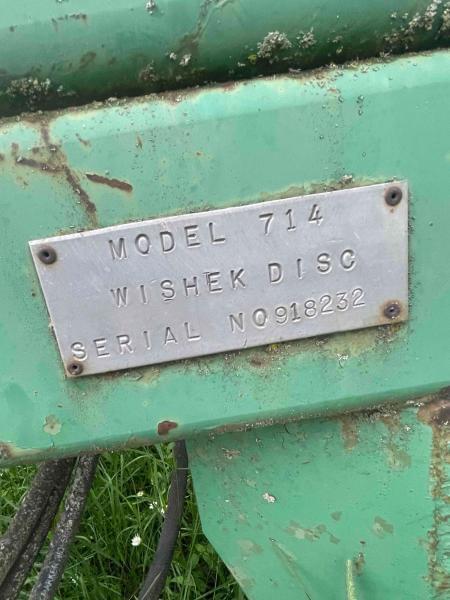 MODEL 714
WISHEK DISC
SERIAL NO918232